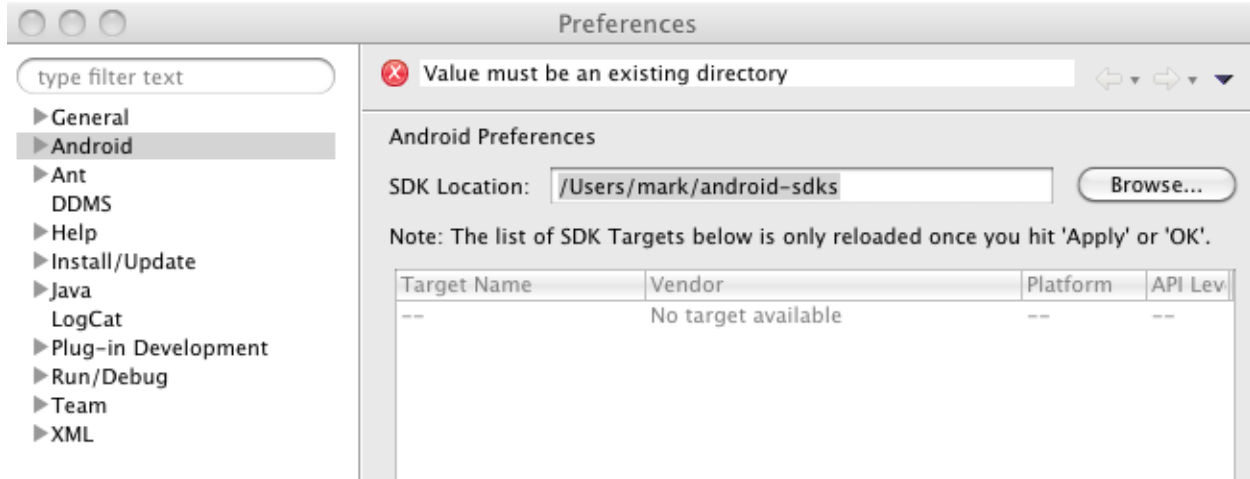 Preferences
type filter text
General
Android
Ant
DDMS
Help
Install/Update
Java
LogCat
Plug-in Development
Run/Debug
Team
XML
Value must be an existing directory
Android Preferences
SDK Location: /Users/mark/android-sdks Browse...
Note: The list of SDK Targets below is only reloaded once you hit 'Apply' or 'OK'.
Target Name Vendor Platform API Lev
-- No target available -- --